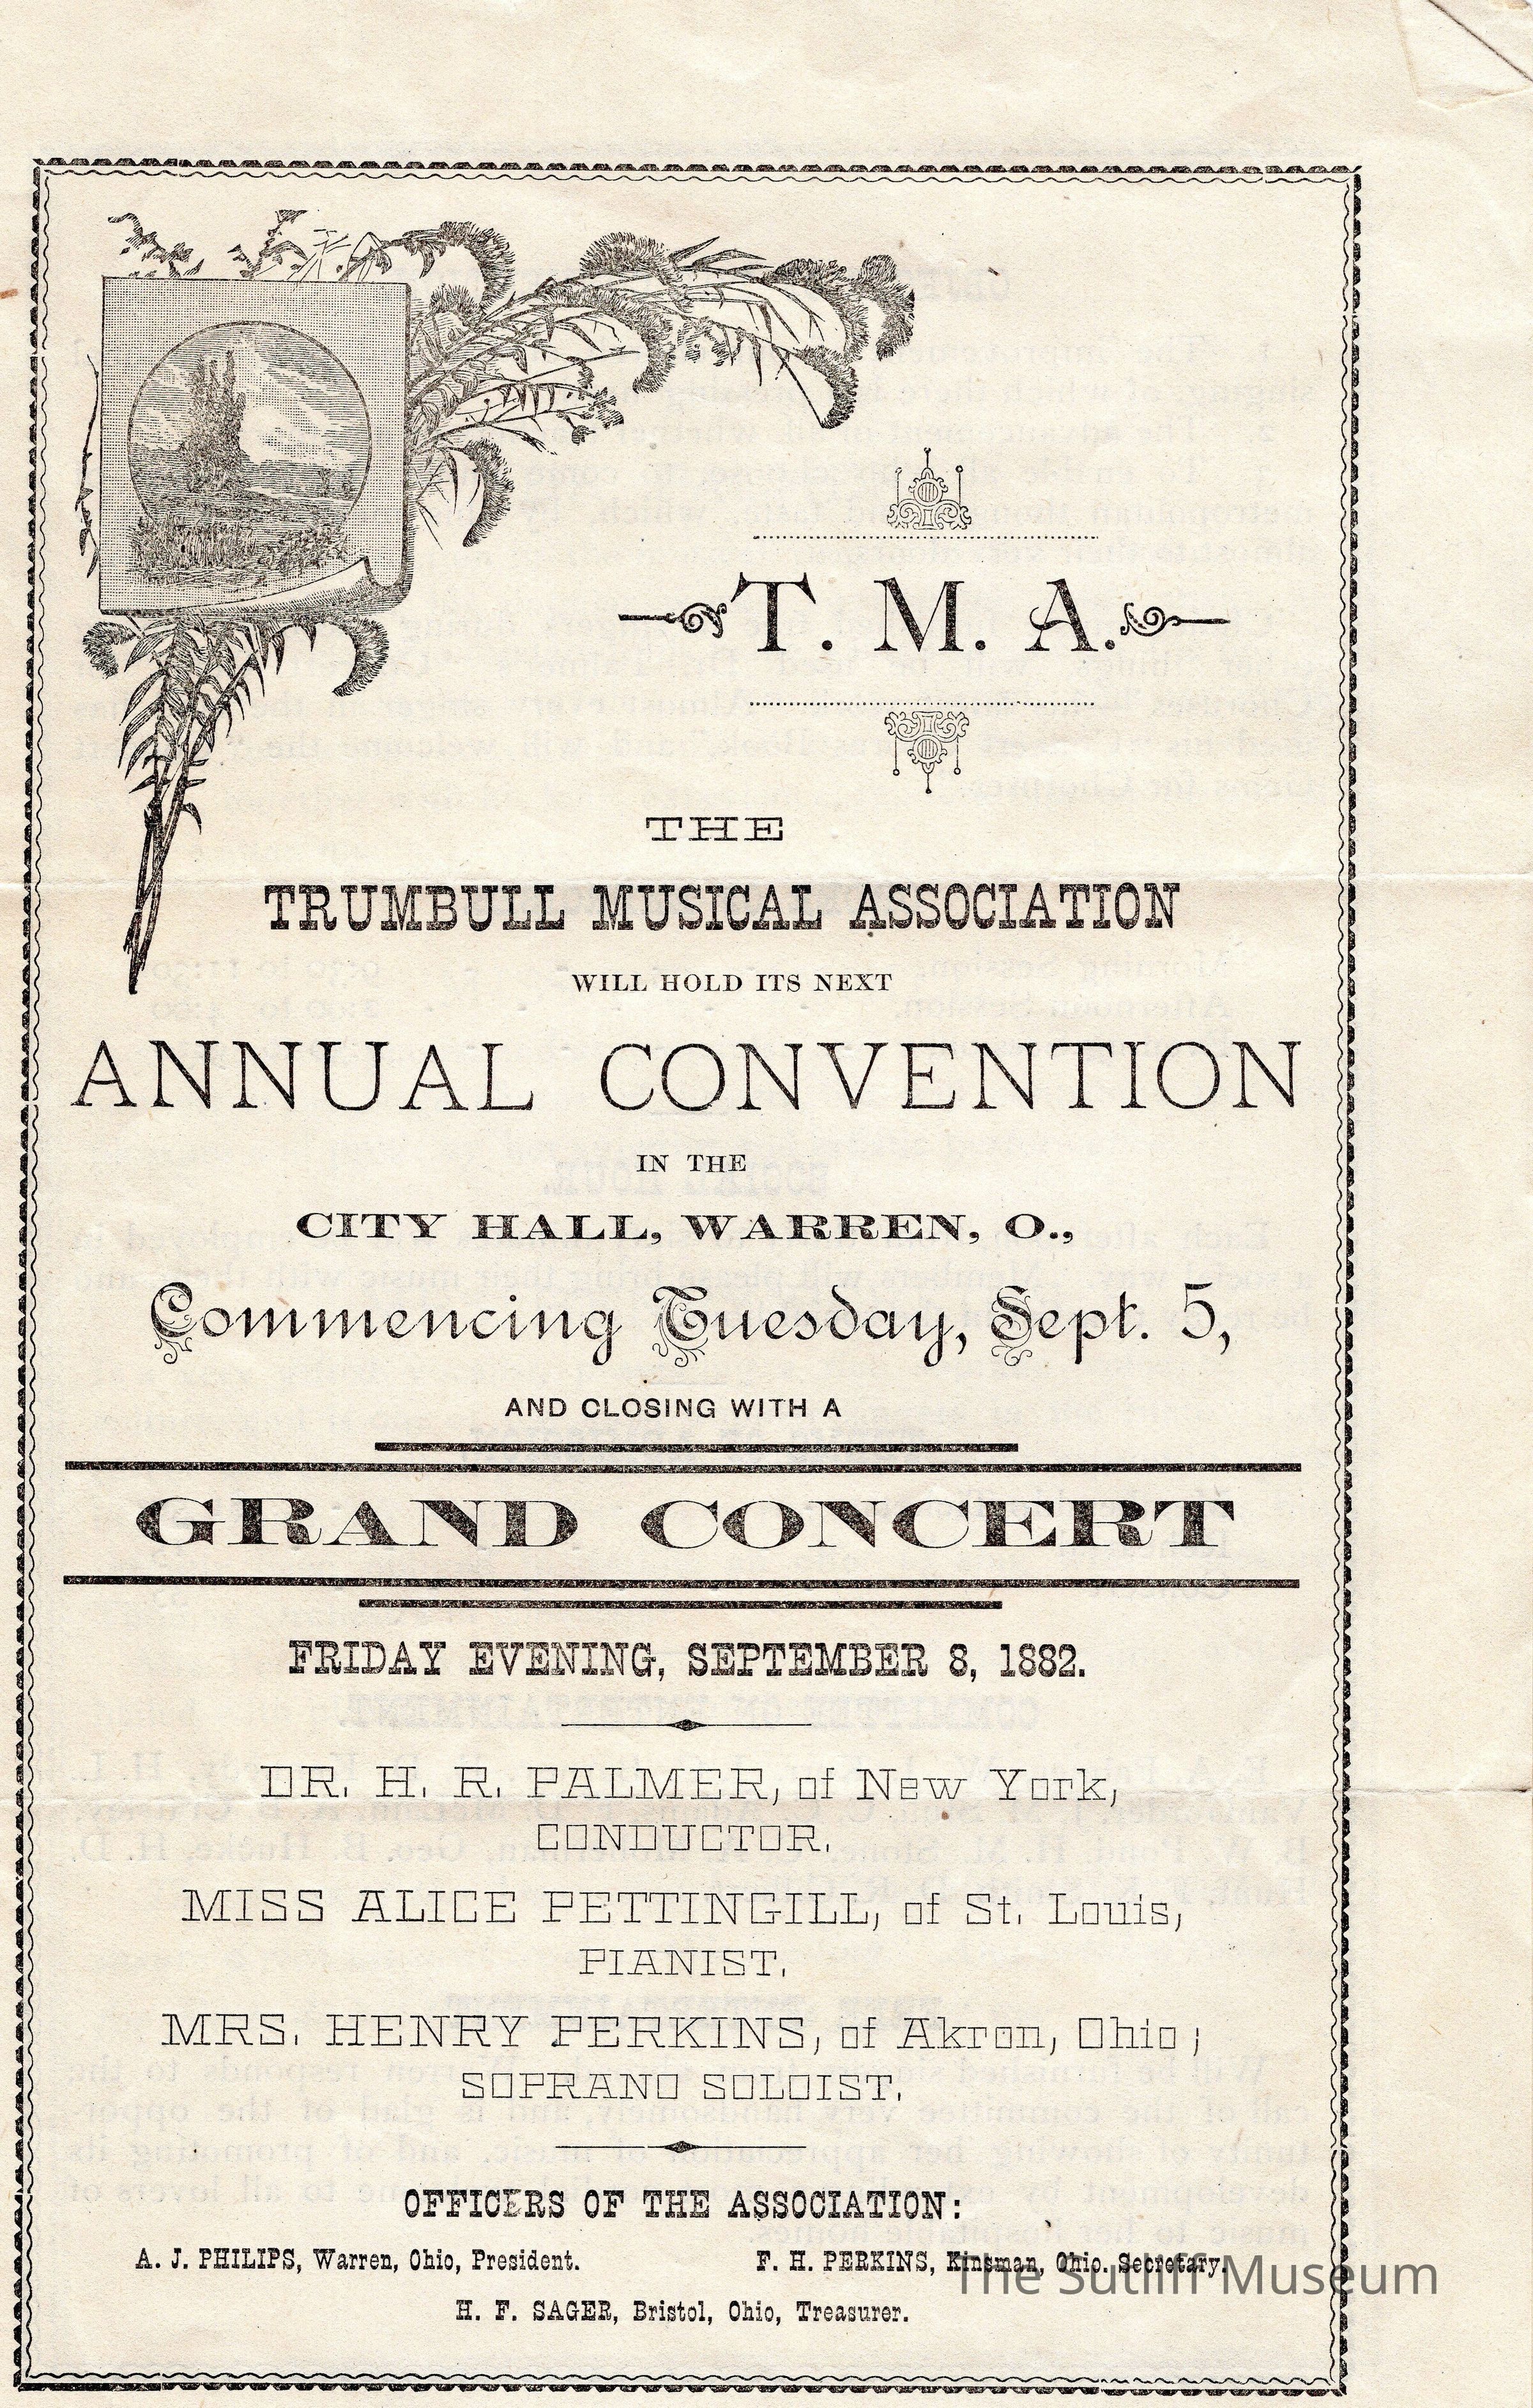 T. M. A.
THE
TRUMBULL MUSICAL ASSOCIATION
WILL HOLD ITS NEXT
ANNUAL CONVENTION
IN THE
CITY HALL, WARREN, O.,
Commencing Tuesday, Sept. 5,
AND CLOSING WITH A
GRAND CONCERT
FRIDAY EVENING, SEPTEMBER 8, 1882.
DR. H. R. PALMER, of New York,
CONDUCTOR.
MISS ALICE PETTINGILL, of St. Louis,
PIANIST.
MRS. HENRY PERKINS, of Akron, Ohio;
SOPRANO SOLOIST.
OFFICERS OF THE ASSOCIATION:
A. J. PHILIPS, Warren, Ohio, President. F. H. PERKINS, Kinsman, Ohio. Secretary.
H. F. SAGER, Bristol, Ohio, Treasurer.
The Sutliff Museum